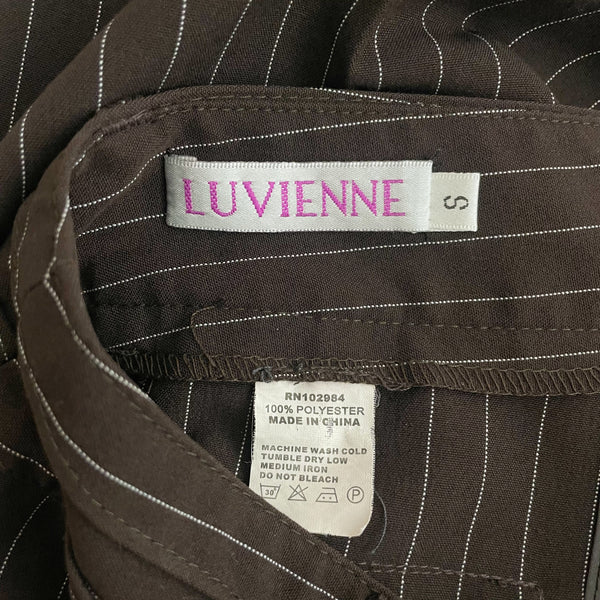 LUVIENNE
S
RN102984
100% POLYESTER
MADE IN CHINA
MACHINE WASH COLD
TUMBLE DRY LOW
MEDIUM IRON
DO NOT BLEACH
30° P